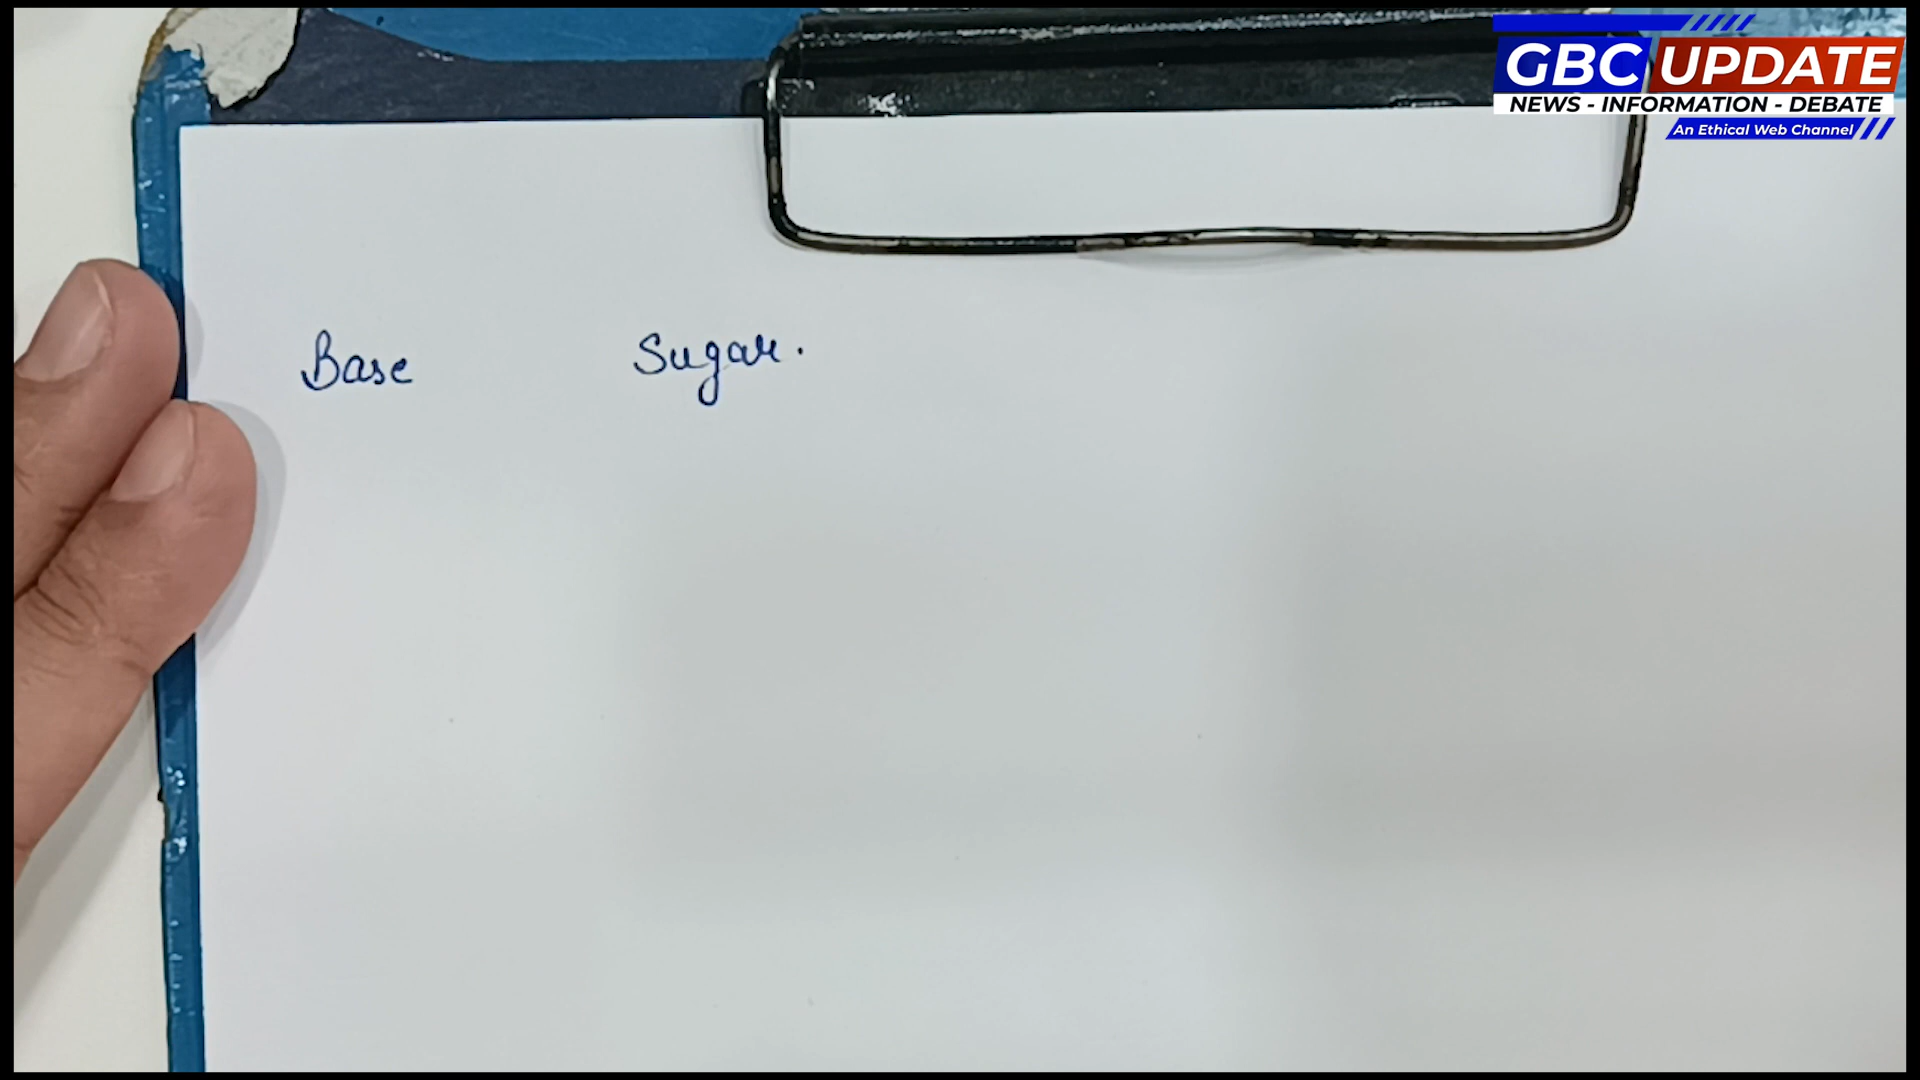 GBC UPDATE
NEWS - INFORMATION - DEBATE
An Ethical Web Channel
Base Sugar.